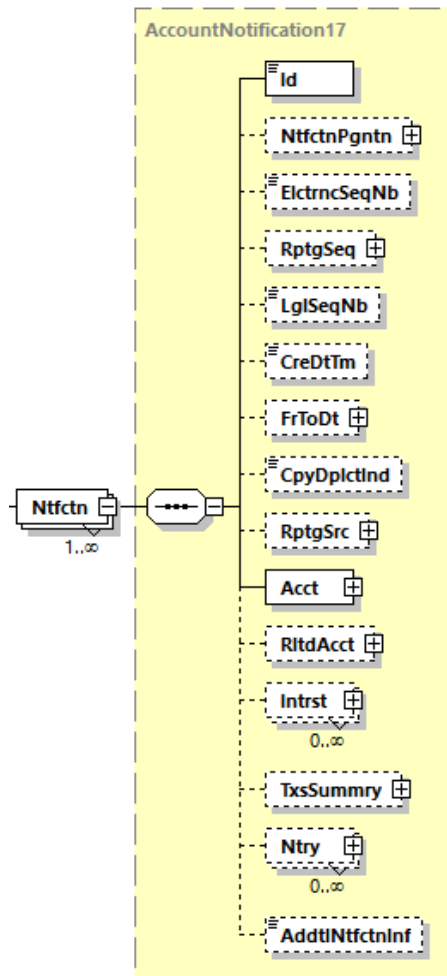 AccountNotification17
Id
NtfctnPgntn
ElctrncSeqNb
RptgSeq
LglSeqNb
CreDtTm
FrToDt
CpyDplctInd
Ntfctn
1..∞
RptgSrc
Acct
RltdAcct
Intrst
0..∞
TxsSummry
Ntry
0..∞
AddtlNtfctnInf